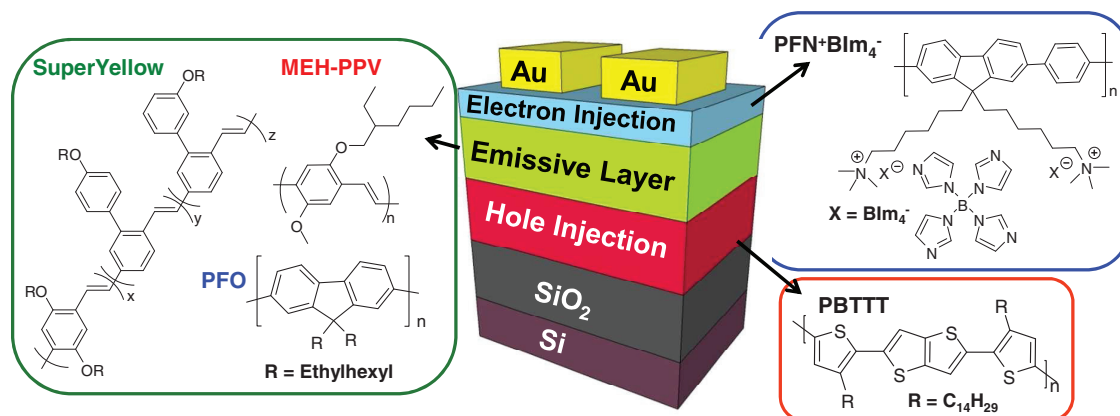 SuperYellow
OR
RO
RO
RO
OR
x
y
z
MEH-PPV
O
O
n
PFO
n
R R
R = Ethylhexyl
Au
Au
Electron Injection
Emissive Layer
Hole Injection
SiO₂
Si
PFN⁺BIm₄⁻
n
N⁺ X⁻
X⁻ N⁺
N N
N N
B
N N
N N
X = BIm₄⁻
PBTTT
R
S S S
S
R
n
R = C₁₄H₂₉